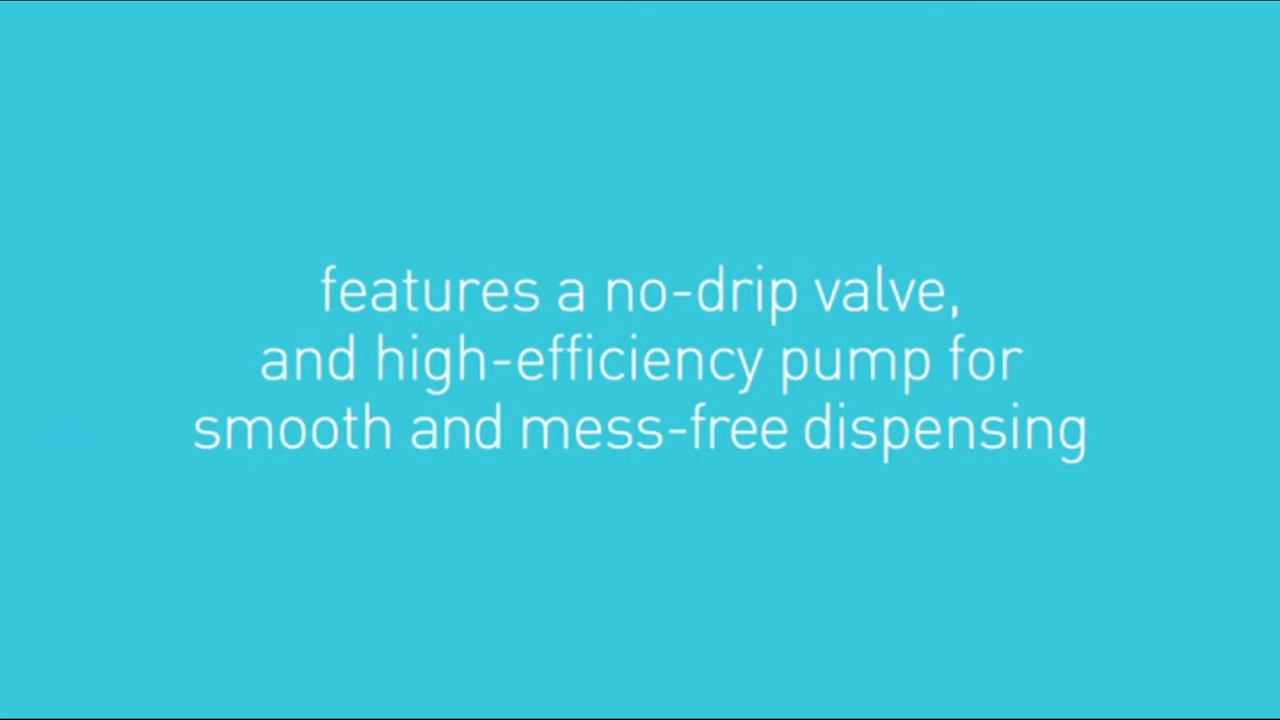 features a no-drip valve,
and high-efficiency pump for
smooth and mess-free dispensing